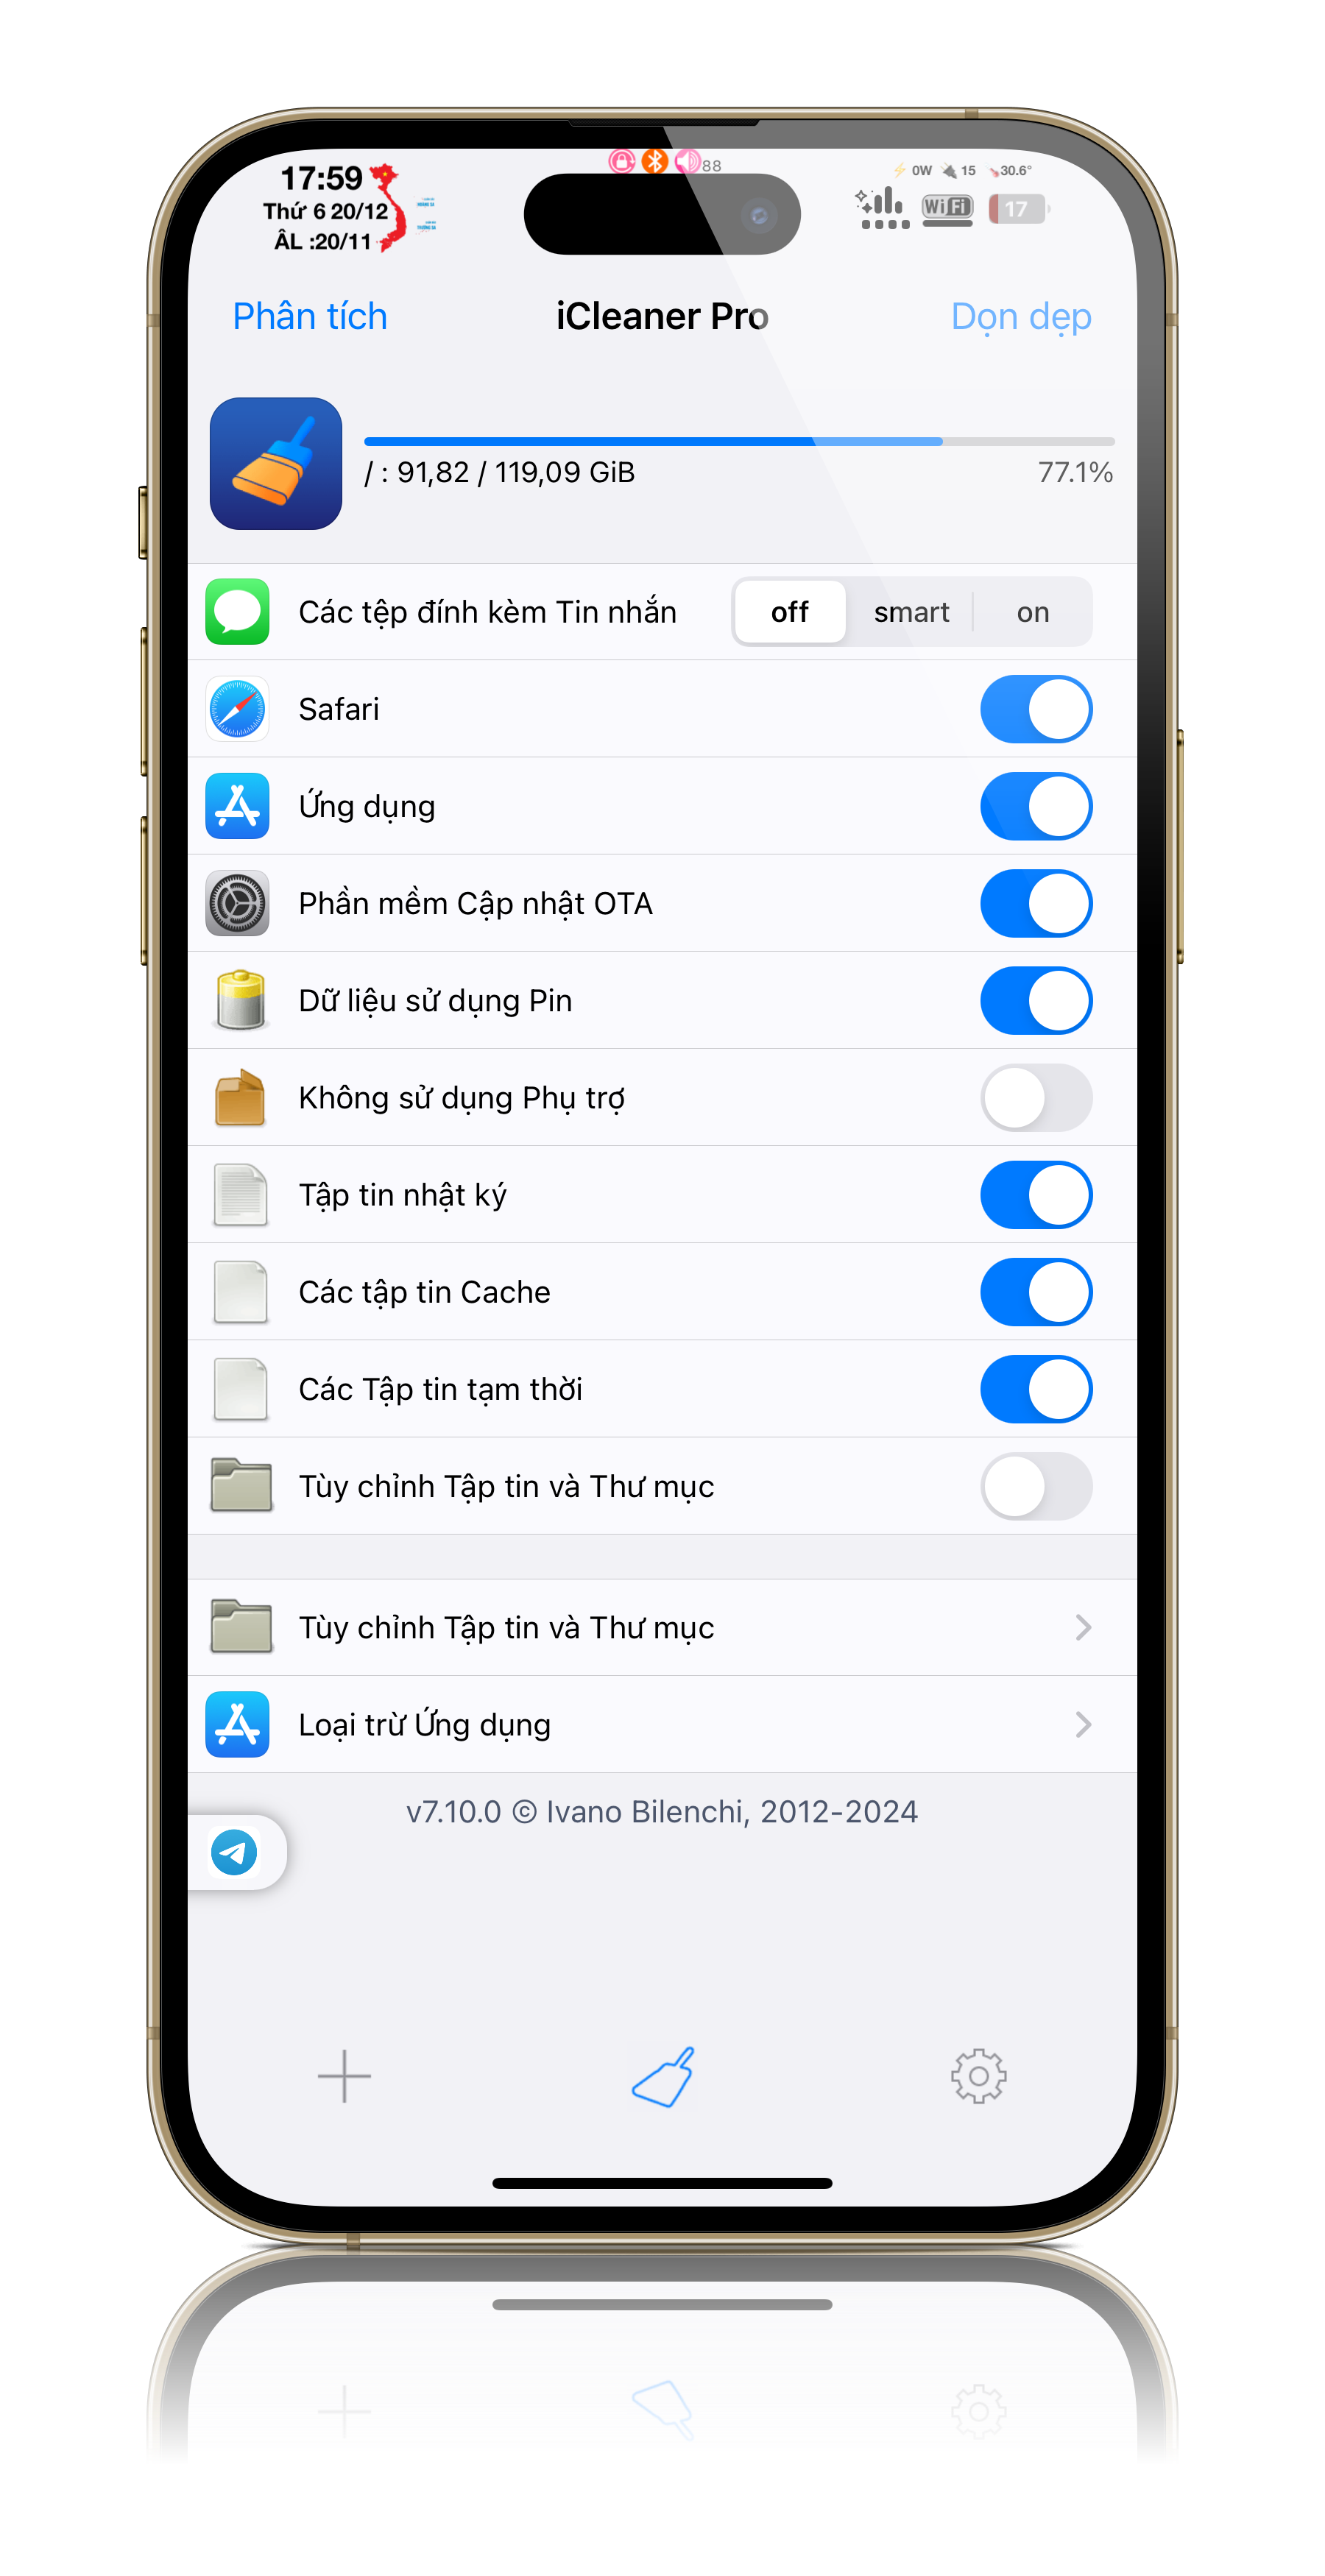 17:59
Thứ 6 20/12
ÂL :20/11
88
0W 15 30.6°
WiFi
17
Phân tích
iCleaner Pro
Dọn dẹp
/ : 91,82 / 119,09 GiB
77.1%
Các tệp đính kèm Tin nhắn
off smart on
Safari
Ứng dụng
Phần mềm Cập nhật OTA
Dữ liệu sử dụng Pin
Không sử dụng Phụ trợ
Tập tin nhật ký
Các tập tin Cache
Các Tập tin tạm thời
Tùy chỉnh Tập tin và Thư mục
Tùy chỉnh Tập tin và Thư mục
Loại trừ Ứng dụng
v7.10.0 © Ivano Bilenchi, 2012-2024